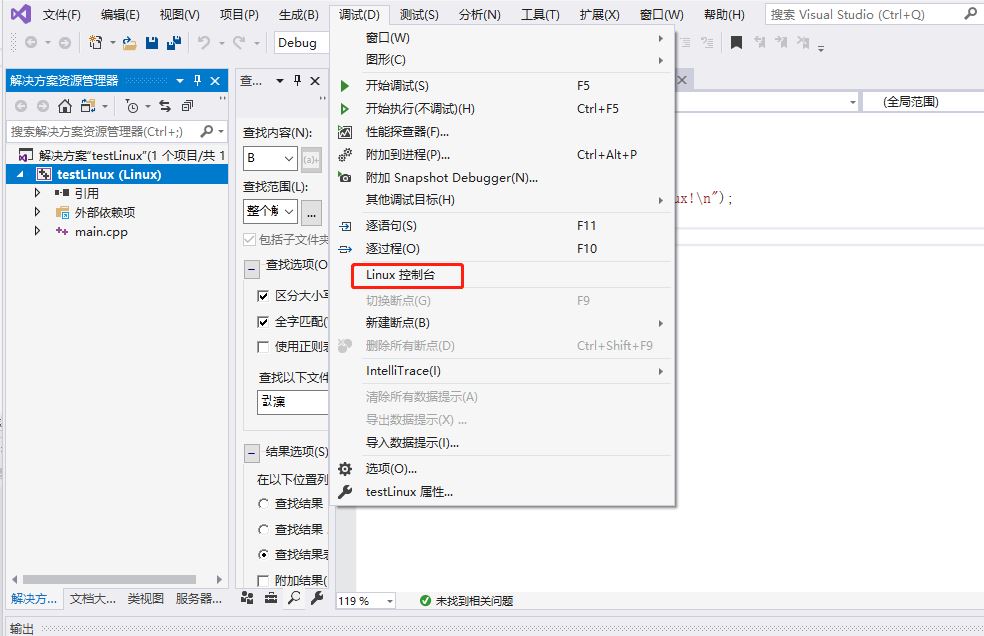 文件(F) 编辑(E) 视图(V) 项目(P) 生成(B) 调试(D) 测试(S) 分析(N) 工具(T) 扩展(X) 窗口(W) 帮助(H) 搜索 Visual Studio (Ctrl+Q)
Debug
解决方案资源管理器
搜索解决方案资源管理器(Ctrl+;)
解决方案"testLinux"(1 个项目/共 1
testLinux (Linux)
引用
外部依赖项
main.cpp
解决方... 文档大... 类视图 服务器...
查...
查找内容(N):
B
(a)+
查找范围(L):
整个解
...
包括子文件夹
查找选项(O
区分大小写
全字匹配(
使用正则表
查找以下文件
结果选项(S)
在以下位置列
查找结果
查找结果
查找结果表
附加结果(
窗口(W)
图形(C)
开始调试(S) F5
开始执行(不调试)(H) Ctrl+F5
性能探查器(F)...
附加到进程(P)... Ctrl+Alt+P
附加 Snapshot Debugger(N)...
其他调试目标(H)
逐语句(S) F11
逐过程(O) F10
Linux 控制台
切换断点(G) F9
新建断点(B)
删除所有断点(D) Ctrl+Shift+F9
IntelliTrace(I)
清除所有数据提示(A)
导出数据提示(X) ...
导入数据提示(I)...
选项(O)...
testLinux 属性...
(全局范围)
ux!\n");
119 % 未找到相关问题
输出